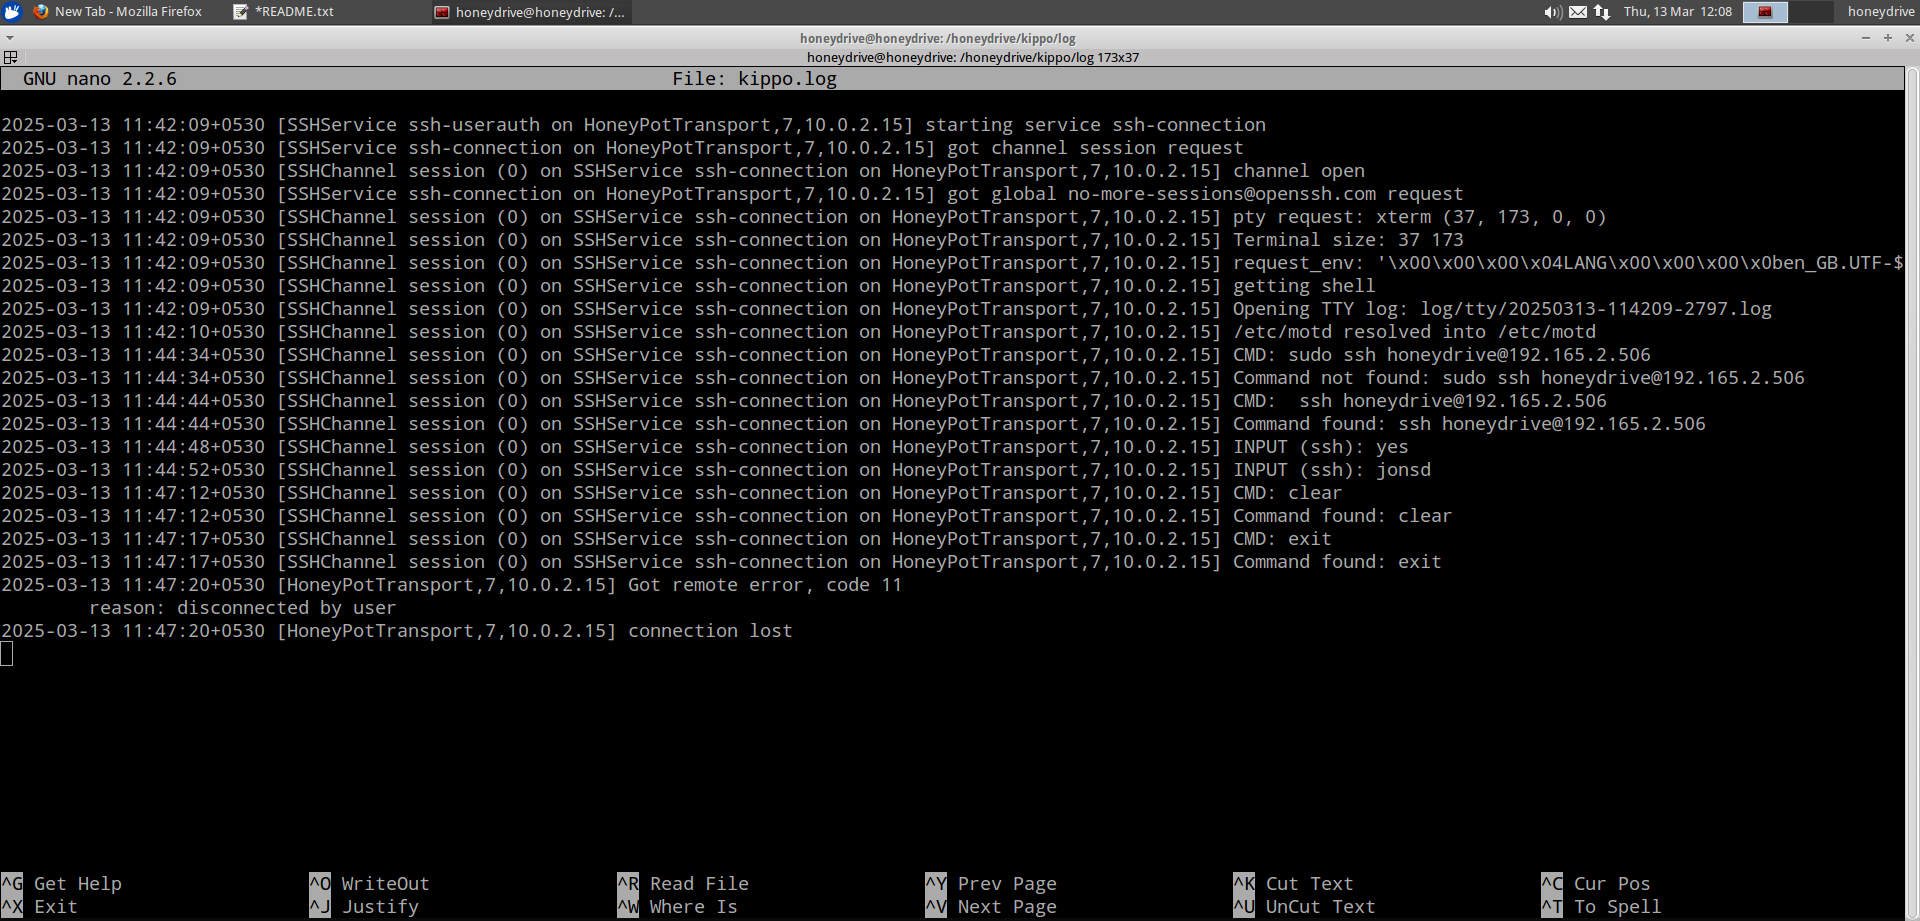 New Tab - Mozilla Firefox *README.txt honeydrive@honeydrive: /... Thu, 13 Mar 12:08 honeydrive
honeydrive@honeydrive: /honeydrive/kippo/log
honeydrive@honeydrive: /honeydrive/kippo/log 173x37
GNU nano 2.2.6 File: kippo.log
2025-03-13 11:42:09+0530 [SSHService ssh-userauth on HoneyPotTransport,7,10.0.2.15] starting service ssh-connection
2025-03-13 11:42:09+0530 [SSHService ssh-connection on HoneyPotTransport,7,10.0.2.15] got channel session request
2025-03-13 11:42:09+0530 [SSHChannel session (0) on SSHService ssh-connection on HoneyPotTransport,7,10.0.2.15] channel open
2025-03-13 11:42:09+0530 [SSHService ssh-connection on HoneyPotTransport,7,10.0.2.15] got global no-more-sessions@openssh.com request
2025-03-13 11:42:09+0530 [SSHChannel session (0) on SSHService ssh-connection on HoneyPotTransport,7,10.0.2.15] pty request: xterm (37, 173, 0, 0)
2025-03-13 11:42:09+0530 [SSHChannel session (0) on SSHService ssh-connection on HoneyPotTransport,7,10.0.2.15] Terminal size: 37 173
2025-03-13 11:42:09+0530 [SSHChannel session (0) on SSHService ssh-connection on HoneyPotTransport,7,10.0.2.15] request_env: '\x00\x00\x00\x04LANG\x00\x00\x00\x0ben_GB.UTF-$
2025-03-13 11:42:09+0530 [SSHChannel session (0) on SSHService ssh-connection on HoneyPotTransport,7,10.0.2.15] getting shell
2025-03-13 11:42:09+0530 [SSHChannel session (0) on SSHService ssh-connection on HoneyPotTransport,7,10.0.2.15] Opening TTY log: log/tty/20250313-114209-2797.log
2025-03-13 11:42:10+0530 [SSHChannel session (0) on SSHService ssh-connection on HoneyPotTransport,7,10.0.2.15] /etc/motd resolved into /etc/motd
2025-03-13 11:44:34+0530 [SSHChannel session (0) on SSHService ssh-connection on HoneyPotTransport,7,10.0.2.15] CMD: sudo ssh honeydrive@192.165.2.506
2025-03-13 11:44:34+0530 [SSHChannel session (0) on SSHService ssh-connection on HoneyPotTransport,7,10.0.2.15] Command not found: sudo ssh honeydrive@192.165.2.506
2025-03-13 11:44:44+0530 [SSHChannel session (0) on SSHService ssh-connection on HoneyPotTransport,7,10.0.2.15] CMD:  ssh honeydrive@192.165.2.506
2025-03-13 11:44:44+0530 [SSHChannel session (0) on SSHService ssh-connection on HoneyPotTransport,7,10.0.2.15] Command found: ssh honeydrive@192.165.2.506
2025-03-13 11:44:48+0530 [SSHChannel session (0) on SSHService ssh-connection on HoneyPotTransport,7,10.0.2.15] INPUT (ssh): yes
2025-03-13 11:44:52+0530 [SSHChannel session (0) on SSHService ssh-connection on HoneyPotTransport,7,10.0.2.15] INPUT (ssh): jonsd
2025-03-13 11:47:12+0530 [SSHChannel session (0) on SSHService ssh-connection on HoneyPotTransport,7,10.0.2.15] CMD: clear
2025-03-13 11:47:12+0530 [SSHChannel session (0) on SSHService ssh-connection on HoneyPotTransport,7,10.0.2.15] Command found: clear
2025-03-13 11:47:17+0530 [SSHChannel session (0) on SSHService ssh-connection on HoneyPotTransport,7,10.0.2.15] CMD: exit
2025-03-13 11:47:17+0530 [SSHChannel session (0) on SSHService ssh-connection on HoneyPotTransport,7,10.0.2.15] Command found: exit
2025-03-13 11:47:20+0530 [HoneyPotTransport,7,10.0.2.15] Got remote error, code 11
reason: disconnected by user
2025-03-13 11:47:20+0530 [HoneyPotTransport,7,10.0.2.15] connection lost
^G Get Help ^O WriteOut ^R Read File ^Y Prev Page ^K Cut Text ^C Cur Pos
^X Exit ^J Justify ^W Where Is ^V Next Page ^U UnCut Text ^T To Spell